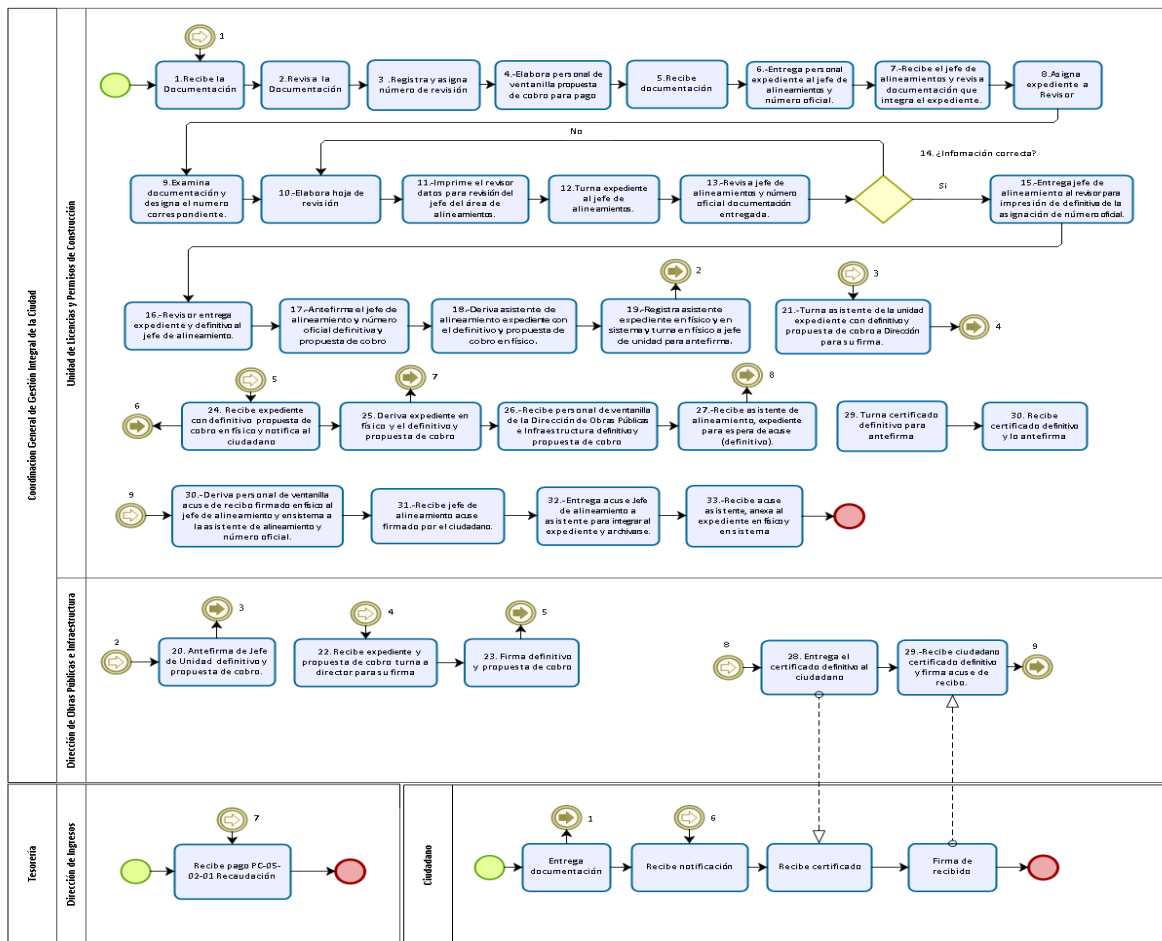 Coordinacion General de Gestión Integral de la Ciudad
Unidad de Licencias y Permisos de Construcción
1
1.Recibe la
Documentación
2.Revisa la
Documentación
3 .Registra y asigna
número de revisión
4.-Elabora personal de
ventanilla propuesta
de cobro para pago
5.Recibe
documentación
6.-Entrega personal
expediente al jefe de
alineamientos y
número oficial.
7.-Recibe el jefe de
alineamientos y revisa
documentación que
integra el expediente.
8.Asigna
expediente a
Revisor
No
14. ¿Infomación correcta?
9.Examina
documentación y
designa el numero
correspondiente.
10.-Elabora hoja de
revisión
11.-Imprime el revisor
datos para revisión del
jefe del área de
alineamientos.
12.Turna expediente
al jefe de
alineamientos.
13.-Revisa jefe de
alineamientos y número
oficial documentación
entregada.
Si
15.-Entrega jefe de
alineamiento al revisor para
impresión de definitiva de la
asignación de número oficial.
16.-Revisor entrega
expediente y definitivo al
jefe de alineamiento.
17.-Antefirma el jefe de
alineamiento y número
oficial definitiva y
propuesta de cobro
18.-Deriva asistente de
alineamiento expediente con
el definitivo y propuesta de
cobro en físico.
2
19.-Registra asistente
expediente en físico y en
sistema y turna en físico a jefe
de unidad para antefirma.
3
21.-Turna asistente de la unidad
expediente con definitivo y
propuesta de cobro a Dirección
para su firma.
4
6
5
24. Recibe expediente
con definitivo propuesta de
cobro en físico y notifica al
ciudadano
7
25. Deriva expediente en
físico y el definitivo y
propuesta de cobro
26.-Recibe personal de ventanilla
de la Dirección de Obras Públicas
e Infraestructura definitivo y
propuesta de cobro
8
27.-Recibe asistente de
alineamiento, expediente
para espera de acuse
(definitivo).
29. Turna certificado
definitivo para
antefirma
30. Recibe
certificado definitivo
y lo antefirma
9
30.-Deriva personal de ventanilla
acuse de recibo firmado en físico al
jefe de alineamiento y en sistema a
la asistente de alineamiento y
número oficial.
31.-Recibe jefe de
alineamiento acuse
firmado por el ciudadano.
32.-Entrega acuse Jefe
de alineamiento a
asistente para integrar al
expediente y archivarse.
33.-Recibe acuse
asistente, anexa al
expediente en físico y
en sistema
Dirección de Obras Públicas e Infraestructura
2
3
20. Antefirma de Jefe
de Unidad definitivo y
propuesta de cobro.
4
22. Recibe expediente y
propuesta de cobro turna a
director para su firma
5
23. Firma definitivo
y propuesta de cobro
8
28. Entrega el
certificado definitivo al
ciudadano
29.-Recibe ciudadano
certificado definitivo y
firma acuse de
recibo.
9
Tesorería
Dirección de Ingresos
7
Recibe pago PC-05-
02-01 Recaudación
Ciudadano
1
Entrega
documentación
6
Recibe notificación
Recibe certificado
Firma de
recibido